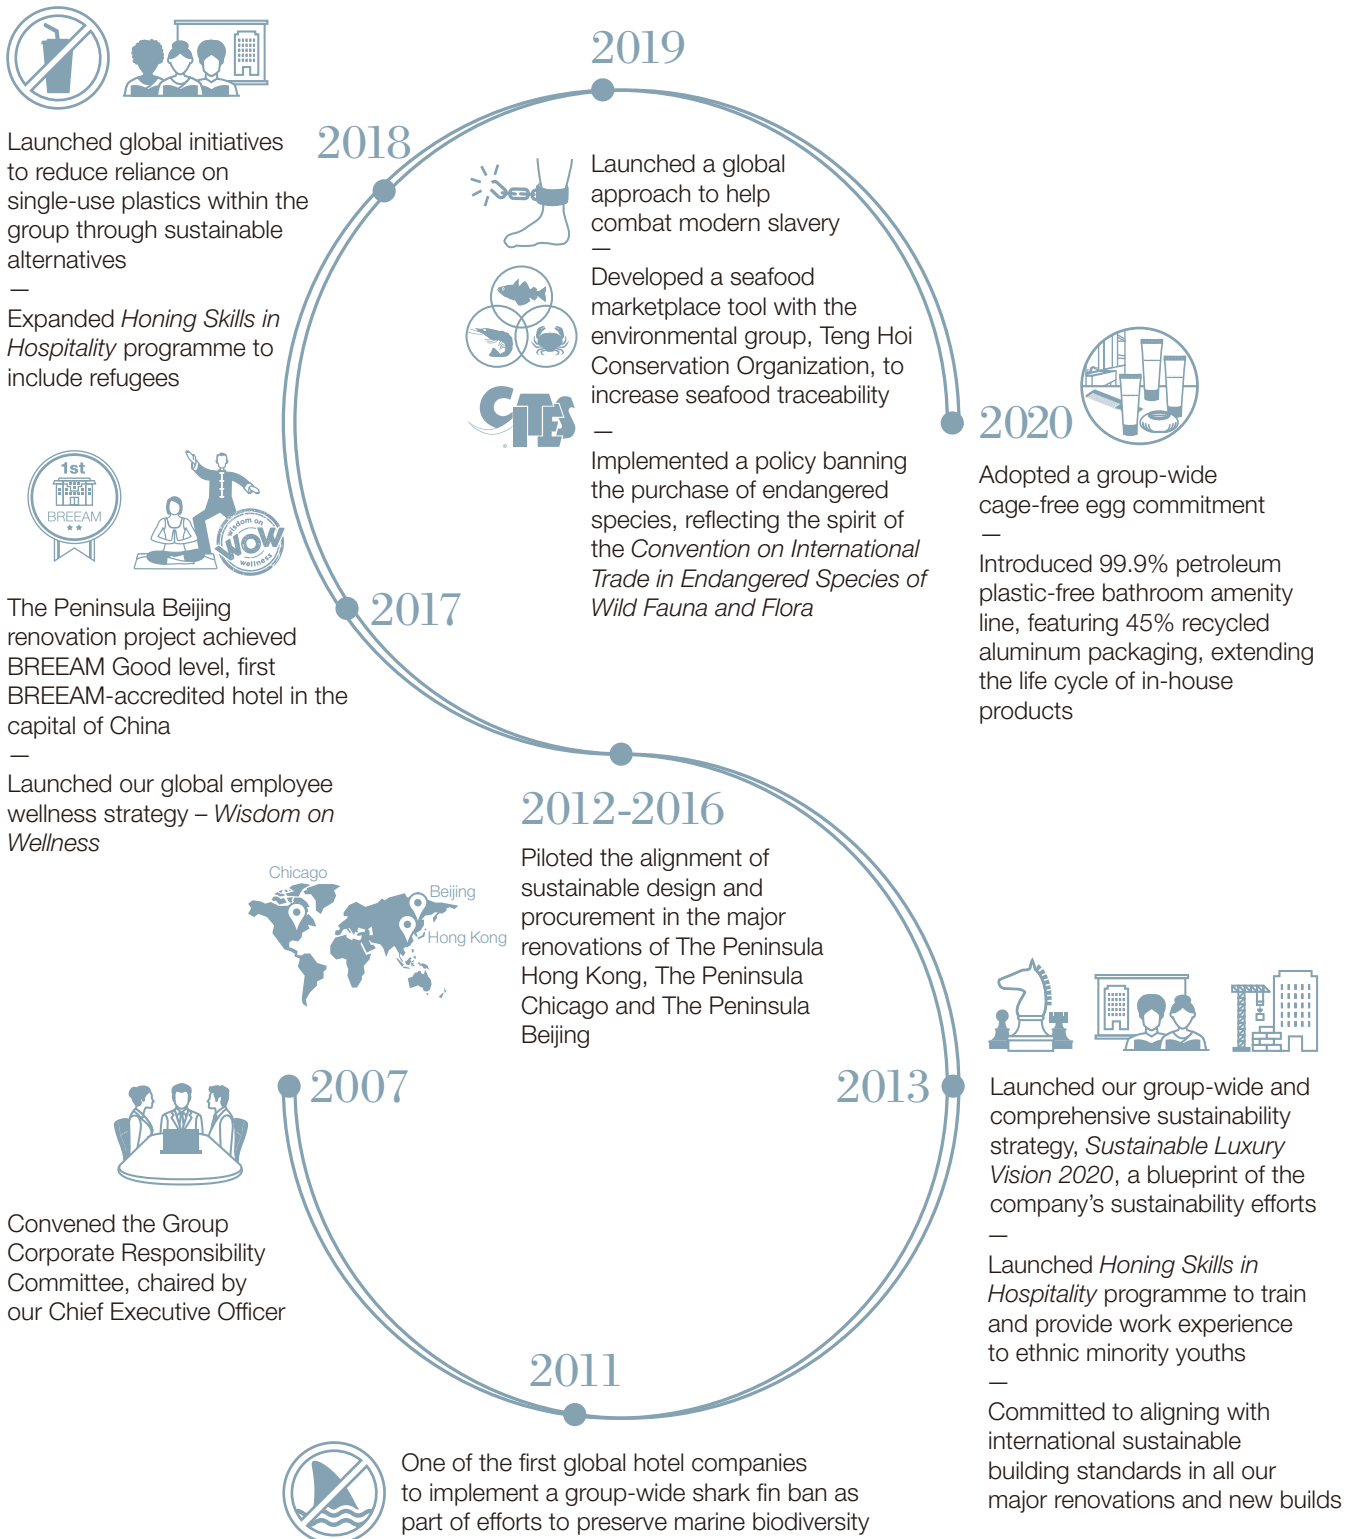 2007
Convened the Group
Corporate Responsibility
Committee, chaired by
our Chief Executive Officer
2011
One of the first global hotel companies
to implement a group-wide shark fin ban as
part of efforts to preserve marine biodiversity
2013
Launched our group-wide and
comprehensive sustainability
strategy, Sustainable Luxury
Vision 2020, a blueprint of the
company’s sustainability efforts
—
Launched Honing Skills in
Hospitality programme to train
and provide work experience
to ethnic minority youths
—
Committed to aligning with
international sustainable
building standards in all our
major renovations and new builds
2012-2016
Piloted the alignment of
sustainable design and
procurement in the major
renovations of The Peninsula
Hong Kong, The Peninsula
Chicago and The Peninsula
Beijing
Chicago
Beijing
Hong Kong
2017
1st
BREEAM
wisdom on
WOW
wellness
The Peninsula Beijing
renovation project achieved
BREEAM Good level, first
BREEAM-accredited hotel in the
capital of China
—
Launched our global employee
wellness strategy – Wisdom on
Wellness
2018
Launched global initiatives
to reduce reliance on
single-use plastics within the
group through sustainable
alternatives
—
Expanded Honing Skills in
Hospitality programme to
include refugees
2019
Launched a global
approach to help
combat modern slavery
—
Developed a seafood
marketplace tool with the
environmental group, Teng Hoi
Conservation Organization, to
increase seafood traceability
—
CITES
Implemented a policy banning
the purchase of endangered
species, reflecting the spirit of
the Convention on International
Trade in Endangered Species of
Wild Fauna and Flora
2020
Adopted a group-wide
cage-free egg commitment
—
Introduced 99.9% petroleum
plastic-free bathroom amenity
line, featuring 45% recycled
aluminum packaging, extending
the life cycle of in-house
products